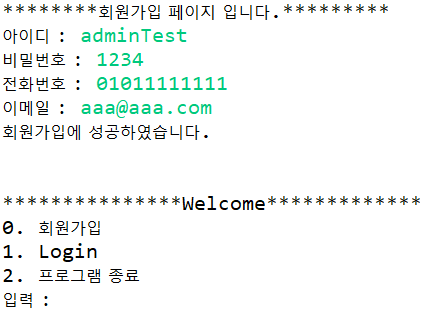 ********회원가입 페이지 입니다.*********
아이디 : adminTest
비밀번호 : 1234
전화번호 : 01011111111
이메일 : aaa@aaa.com
회원가입에 성공하였습니다.
***************Welcome*************
0. 회원가입
1. Login
2. 프로그램 종료
입력 :